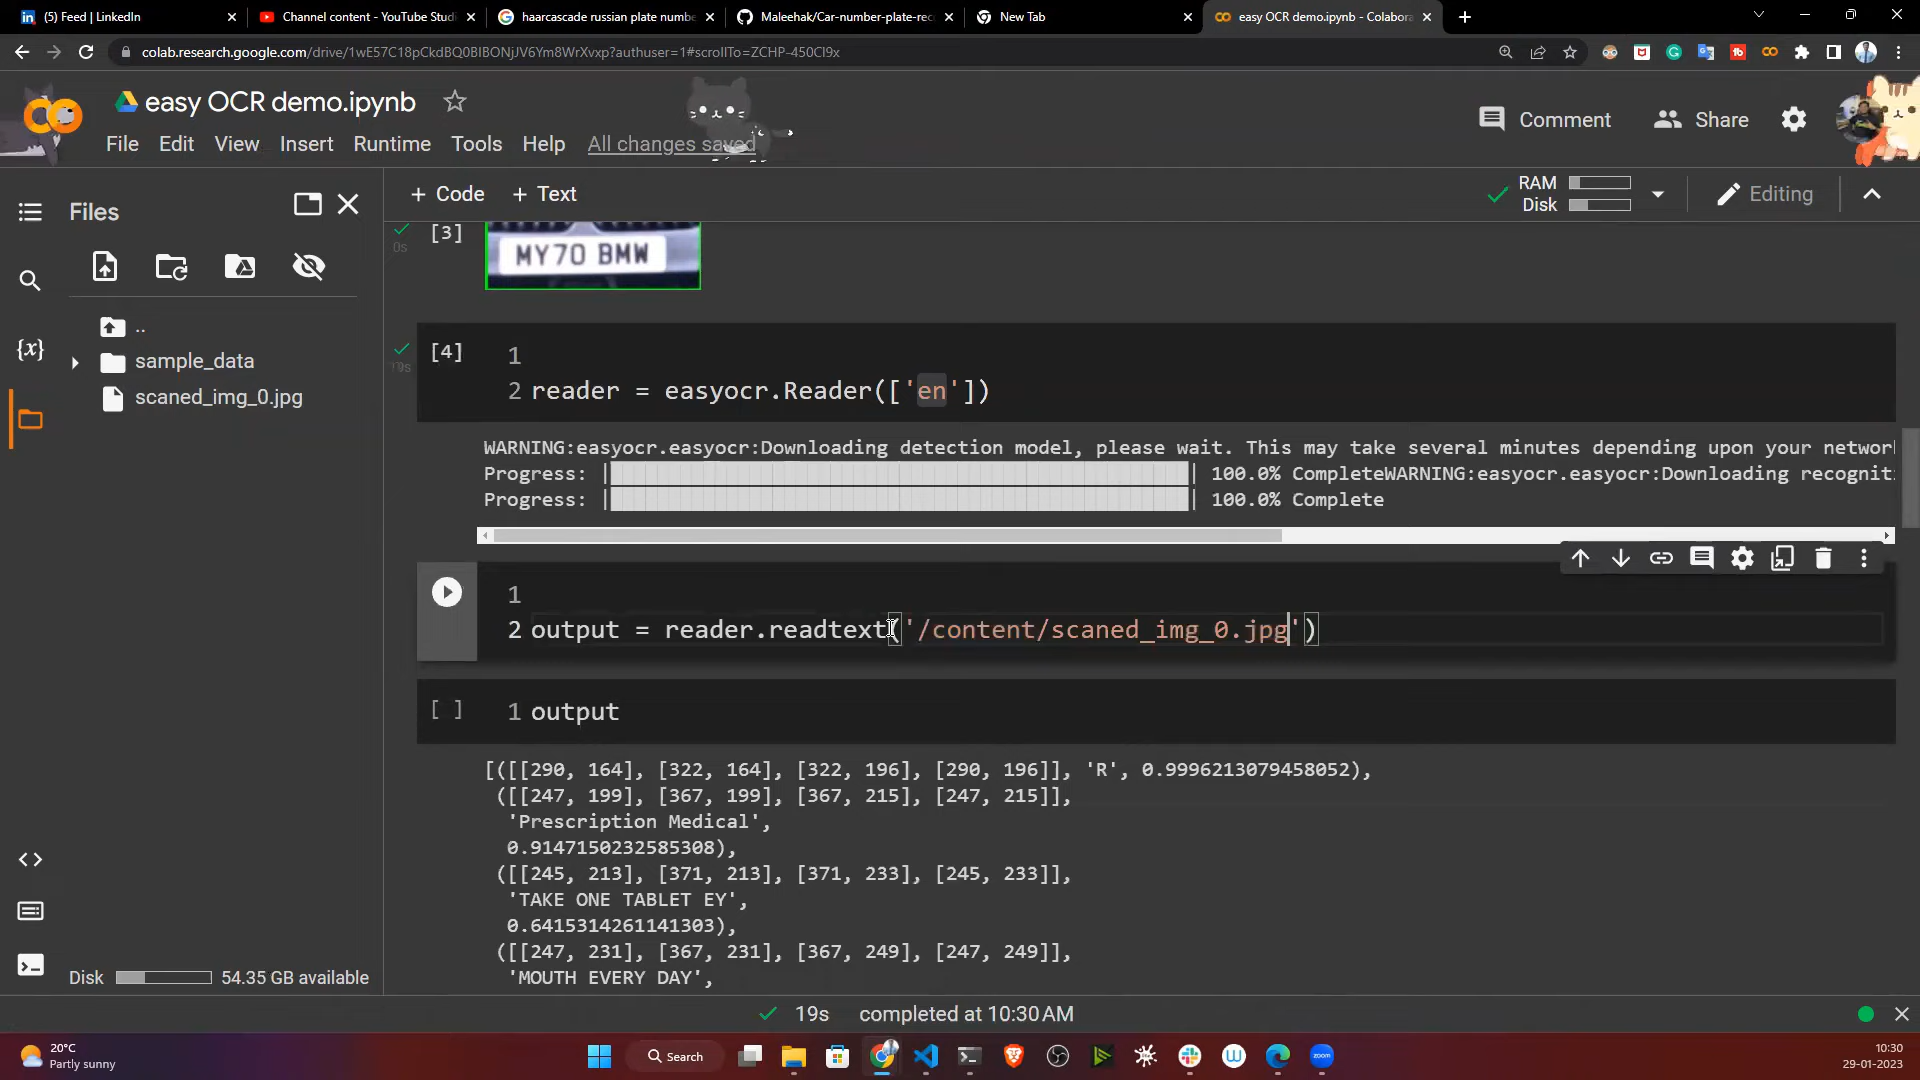 Feed | LinkedIn
Channel content - YouTube Studi
haarcascade russian plate numbe
Maleehak/Car-number-plate-rec
New Tab
easy OCR demo.ipynb - Colabora
colab.research.google.com/drive/1wE57C18pCkdBQ0BIBONjJV6Ym8WrXvxp?authuser=1#scrollTo=ZCHP-450CI9x
easy OCR demo.ipynb
Comment
Share
File Edit View Insert Runtime Tools Help All changes saved
+ Code + Text
RAM
Disk
Editing
Files
[3]
0s
MY70 BMW
..
sample_data
scaned_img_0.jpg
{x}
[4]
19s
1
2 reader = easyocr.Reader(['en'])
WARNING:easyocr.easyocr:Downloading detection model, please wait. This may take several minutes depending upon your networ
Progress: | | 100.0% CompleteWARNING:easyocr.easyocr:Downloading recogniti
Progress: | | 100.0% Complete
1
2 output = reader.readtext('/content/scaned_img_0.jpg')
[ ] 1 output
[([[290, 164], [322, 164], [322, 196], [290, 196]], 'R', 0.9996213079458052),
([[247, 199], [367, 199], [367, 215], [247, 215]],
'Prescription Medical',
0.9147150232585308),
([[245, 213], [371, 213], [371, 233], [245, 233]],
'TAKE ONE TABLET EY',
0.6415314261141303),
([[247, 231], [367, 231], [367, 249], [247, 249]],
'MOUTH EVERY DAY',
Disk 54.35 GB available
19s completed at 10:30 AM
20°C
Partly sunny
Search
zoom
10:30
29-01-2023